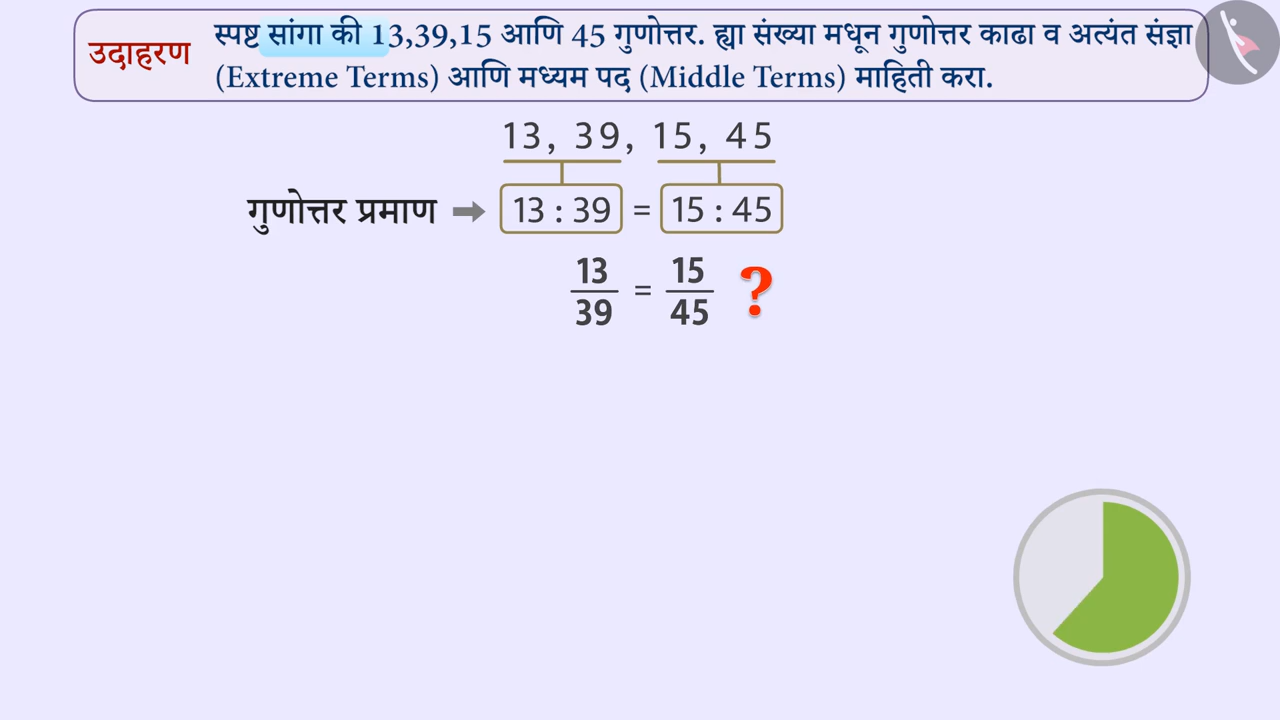 उदाहरण
स्पष्ट सांगा की 13,39,15 आणि 45 गुणोत्तर. ह्या संख्या मधून गुणोत्तर काढा व अत्यंत संज्ञा
(Extreme Terms) आणि मध्यम पद (Middle Terms) माहिती करा.
13, 39, 15, 45
गुणोत्तर प्रमाण ➡ 13 : 39 = 15 : 45
13/39 = 15/45 ?